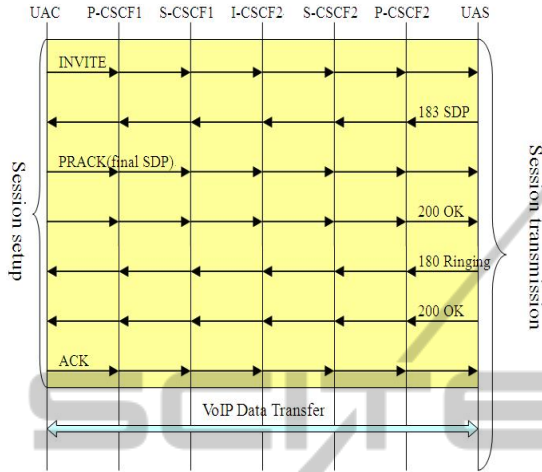 UAC P-CSCF1 S-CSCF1 I-CSCF2 S-CSCF2 P-CSCF2 UAS
INVITE
183 SDP
PRACK(final SDP)
200 OK
180 Ringing
200 OK
ACK
VoIP Data Transfer
Session setup
Session transmission
SCITE